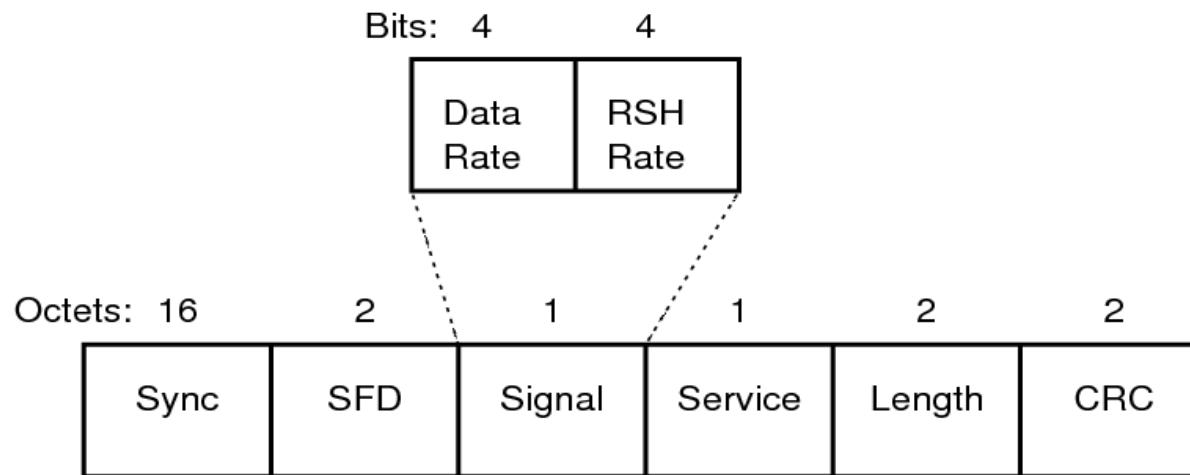 Bits: 4 4
Data Rate
RSH Rate
Octets: 16 2 1 1 2 2
Sync SFD Signal Service Length CRC